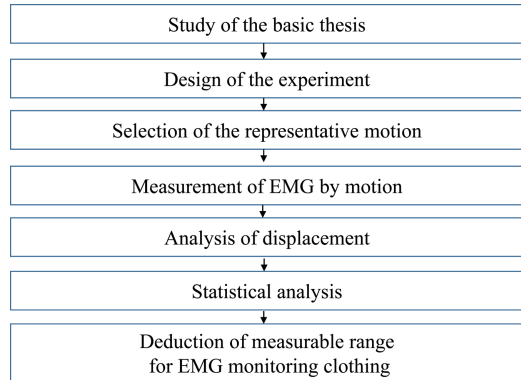 Study of the basic thesis
Design of the experiment
Selection of the representative motion
Measurement of EMG by motion
Analysis of displacement
Statistical analysis
Deduction of measurable range
for EMG monitoring clothing